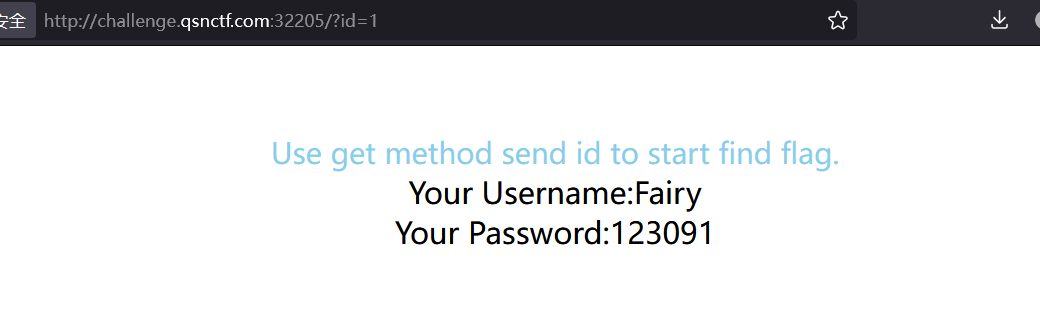 安全 http://challenge.qsnctf.com:32205/?id=1
Use get method send id to start find flag.
Your Username:Fairy
Your Password:123091